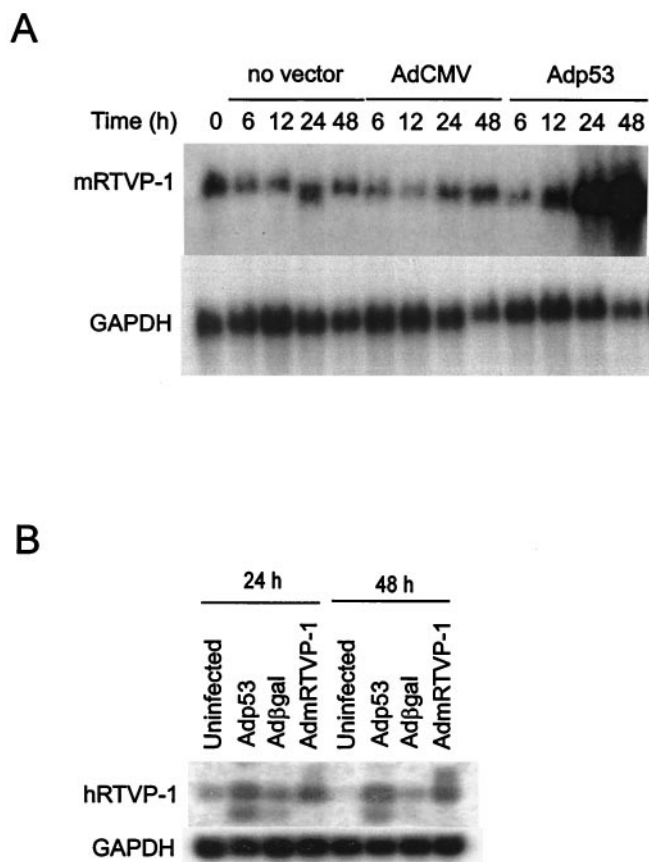 A
no vector AdCMV Adp53
Time (h) 0 6 12 24 48 6 12 24 48 6 12 24 48
mRTVP-1
GAPDH
B
24 h 48 h
Uninfected Adp53 Adβgal AdmRTVP-1 Uninfected Adp53 Adβgal AdmRTVP-1
hRTVP-1
GAPDH